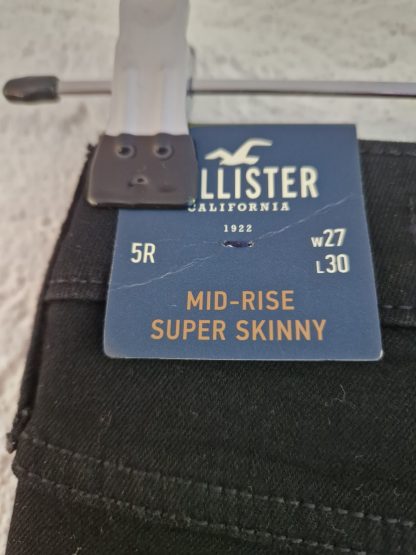 LLISTER
CALIFORNIA
1922
5R
W27
L30
MID-RISE
SUPER SKINNY